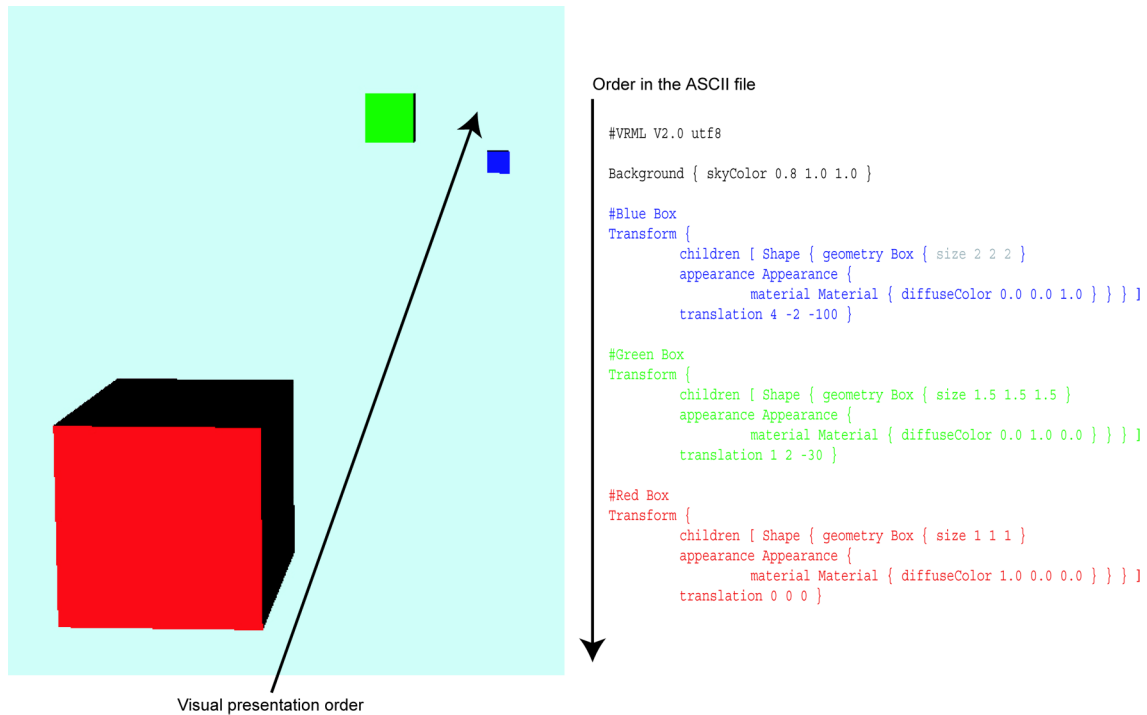 Order in the ASCII file
#VRML V2.0 utf8
Background { skyColor 0.8 1.0 1.0 }
#Blue Box
Transform {
children [ Shape { geometry Box { size 2 2 2 }
appearance Appearance {
material Material { diffuseColor 0.0 0.0 1.0 } } } ]
translation 4 -2 -100 }
#Green Box
Transform {
children [ Shape { geometry Box { size 1.5 1.5 1.5 }
appearance Appearance {
material Material { diffuseColor 0.0 1.0 0.0 } } } ]
translation 1 2 -30 }
#Red Box
Transform {
children [ Shape { geometry Box { size 1 1 1 }
appearance Appearance {
material Material { diffuseColor 1.0 0.0 0.0 } } } ]
translation 0 0 0 }
Visual presentation order